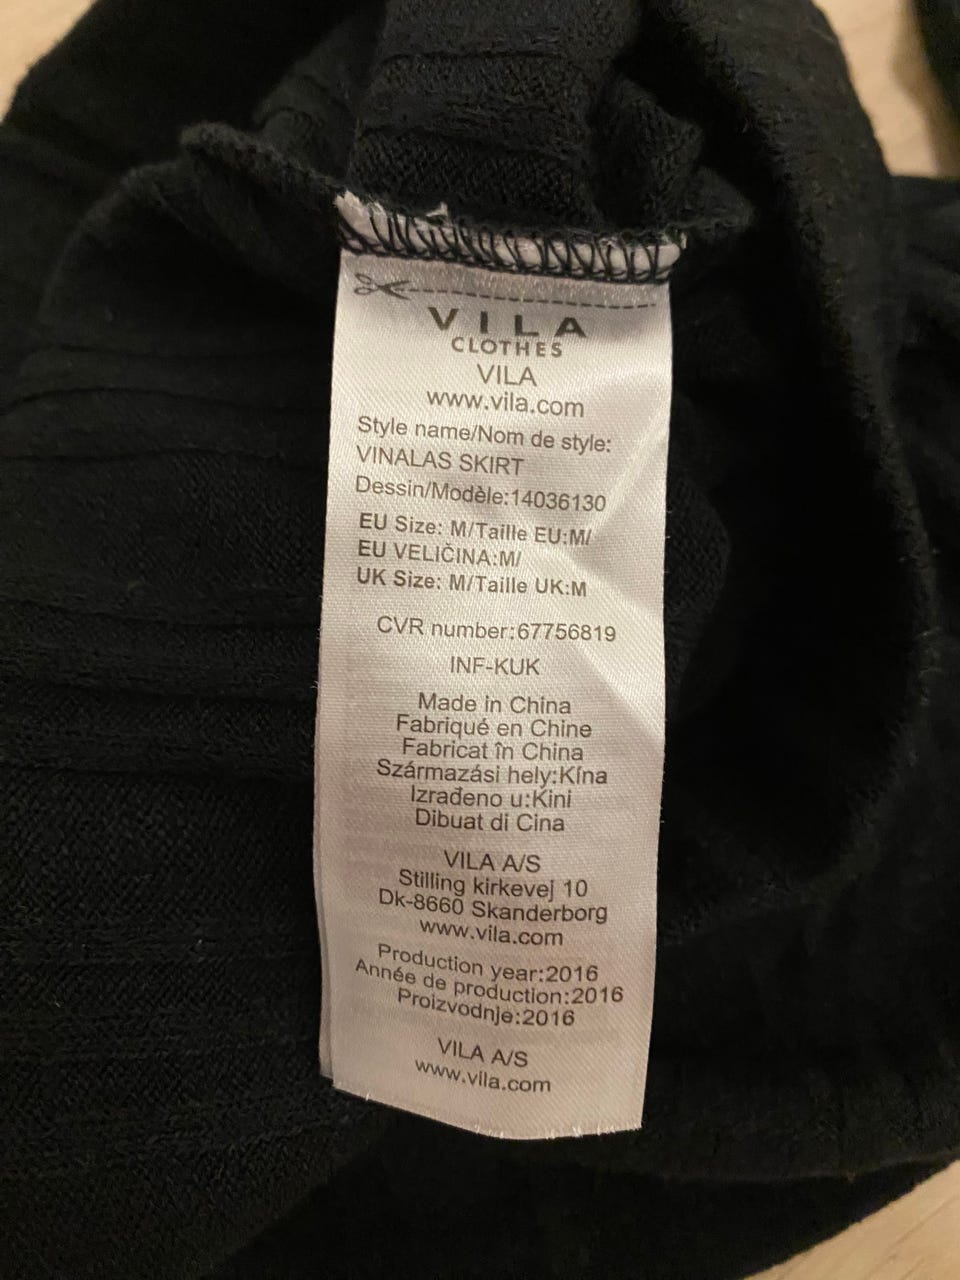 VILA
CLOTHES
VILA
www.vila.com
Style name/Nom de style:
VINALAS SKIRT
Dessin/Modèle:14036130
EU Size: M/Taille EU:M/
EU VELIČINA:M/
UK Size: M/Taille UK:M
CVR number:67756819
INF-KUK
Made in China
Fabriqué en Chine
Fabricat în China
Származási hely:Kína
Izrađeno u:Kini
Dibuat di Cina
VILA A/S
Stilling kirkevej 10
Dk-8660 Skanderborg
www.vila.com
Production year:2016
Année de production:2016
Proizvodnje:2016
VILA A/S
www.vila.com